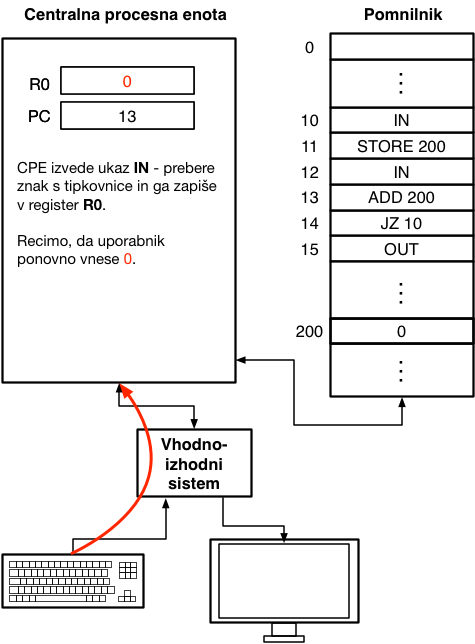 Centralna procesna enota
R0 0
PC 13
CPE izvede ukaz IN - prebere
znak s tipkovnice in ga zapiše
v register R0.
Recimo, da uporabnik
ponovno vnese 0.
Pomnilnik
0
10 IN
11 STORE 200
12 IN
13 ADD 200
14 JZ 10
15 OUT
200 0
Vhodno-
izhodni
sistem